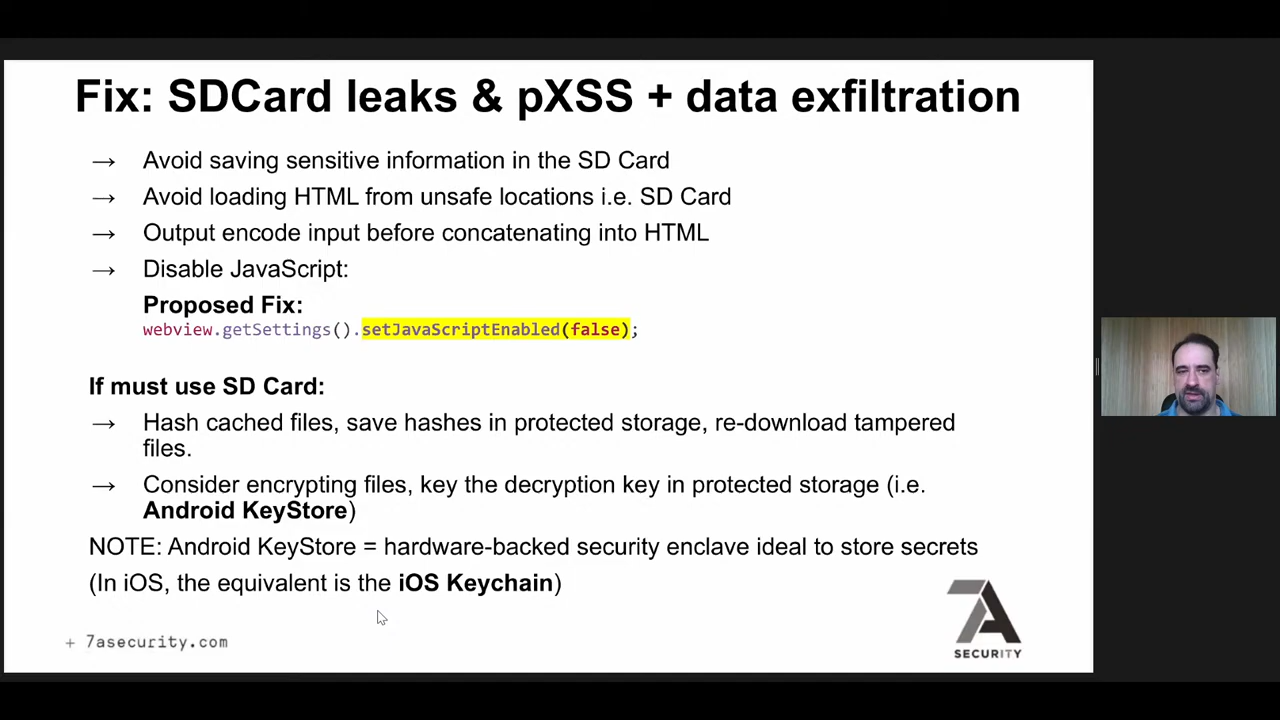 Fix: SDCard leaks & pXSS + data exfiltration
→ Avoid saving sensitive information in the SD Card
→ Avoid loading HTML from unsafe locations i.e. SD Card
→ Output encode input before concatenating into HTML
→ Disable JavaScript:
Proposed Fix:
webview.getSettings().setJavaScriptEnabled(false);
If must use SD Card:
→ Hash cached files, save hashes in protected storage, re-download tampered
files.
→ Consider encrypting files, key the decryption key in protected storage (i.e.
Android KeyStore)
NOTE: Android KeyStore = hardware-backed security enclave ideal to store secrets
(In iOS, the equivalent is the iOS Keychain)
+ 7asecurity.com
7A
SECURITY